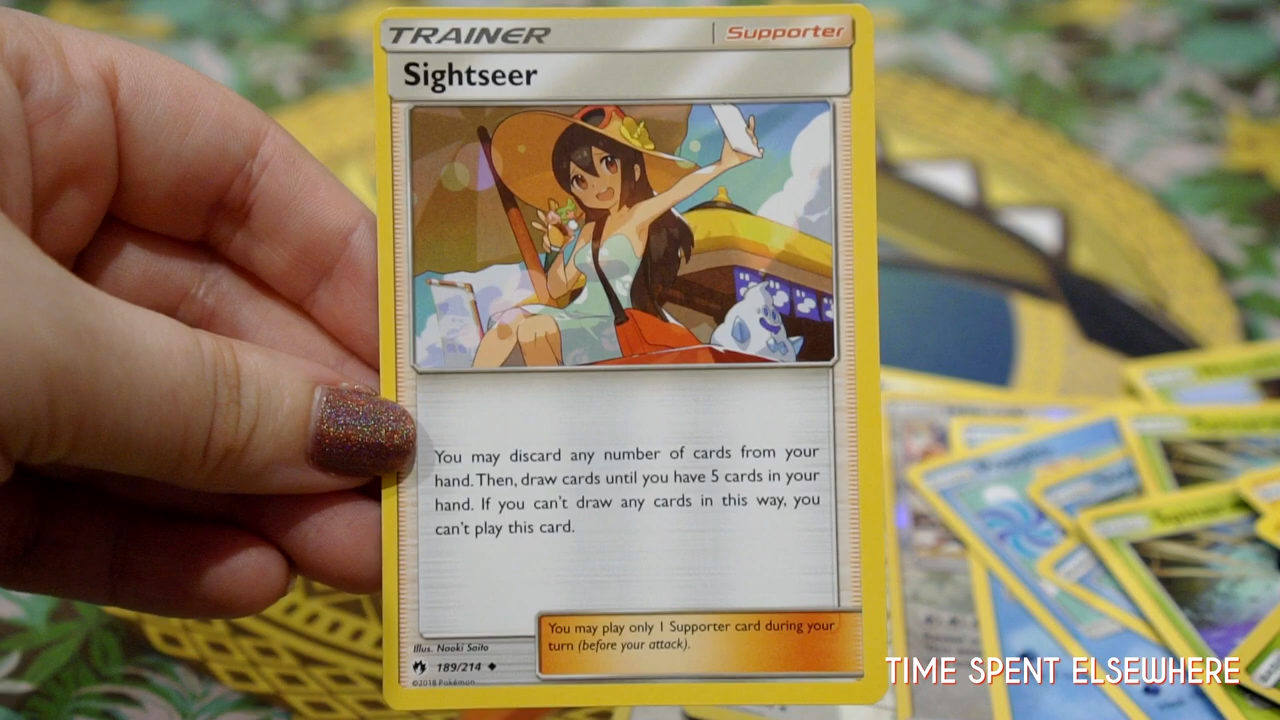 TRAINER
Supporter
Sightseer
You may discard any number of cards from your
hand. Then, draw cards until you have 5 cards in your
hand. If you can't draw any cards in this way, you
can't play this card.
You may play only 1 Supporter card during your
turn (before your attack).
Illus. Naoki Saito
189/214
©2018 Pokémon
TIME SPENT ELSEWHERE